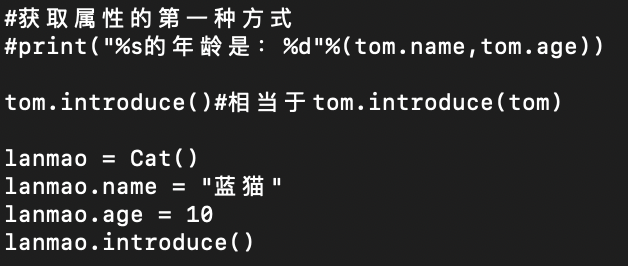 #获取属性的第一种方式
#print("%s的年龄是：%d"%(tom.name,tom.age))
tom.introduce()#相当于tom.introduce(tom)
lanmao = Cat()
lanmao.name = "蓝猫"
lanmao.age = 10
lanmao.introduce()